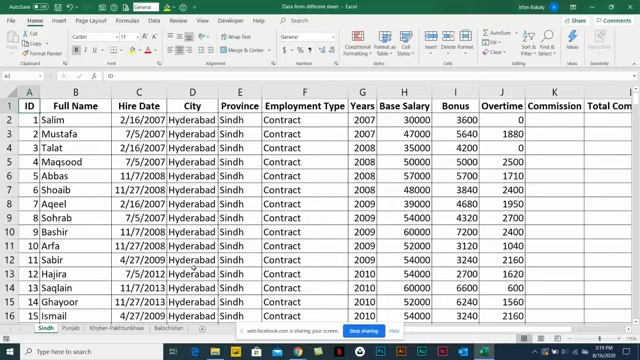 AutoSave Off General Data from different sheet - Excel Irfan Bakaly
File Home Insert Draw Page Layout Formulas Data Review View Help Search Share Comments
Paste Cut Copy Format Painter Calibri General Conditional Formatting Format as Table Cell Styles Insert Delete Format AutoSum Fill Clear
Clipboard Font Alignment Number Styles Cells Editing Ideas
A1 ID
A B C D E F G H I J K L
1 ID Full Name Hire Date City Province Employment Type Years Base Salary Bonus Overtime Commission Total Com
2 1 Salim 2/16/2007 Hyderabad Sindh Contract 2007 30000 3600 0
3 2 Mustafa 7/5/2007 Hyderabad Sindh Contract 2007 47000 5640 1880
4 3 Talat 2/16/2007 Hyderabad Sindh Contract 2008 35000 4200 0
5 4 Maqsood 7/5/2007 Hyderabad Sindh Contract 2008 50000 5000 2500
6 5 Abbas 11/7/2008 Hyderabad Sindh Contract 2008 57000 5700 1710
7 6 Shoaib 11/27/2008 Hyderabad Sindh Contract 2008 48000 3840 2400
8 7 Aqeel 2/16/2007 Hyderabad Sindh Contract 2009 39000 4680 1950
9 8 Sohrab 7/5/2007 Hyderabad Sindh Contract 2009 54000 4320 2700
10 9 Bashir 11/7/2008 Hyderabad Sindh Contract 2009 60000 7200 2400
11 10 Arfa 11/27/2008 Hyderabad Sindh Contract 2009 52000 3120 1040
12 11 Sabir 4/27/2009 Hyderabad Sindh Contract 2009 54000 3240 2160
13 12 Hajira 7/5/2012 Hyderabad Sindh Contract 2010 54000 2700 1620
14 13 Saqlain 11/7/2013 Hyderabad Sindh Contract 2010 60000 6600 600
15 14 Ghayoor 11/27/2013 Hyderabad Sindh Contract 2010 52000 6240 1560
16 15 Ismail 4/27/2009 Hyderabad Sindh Contract 2010 54000 3240 2160
Sindh Punjab Khyber-Pakhtunkhwa Balochistan
web.facebook.com is sharing your screen. Stop sharing Hide
Type here to search
3:19 PM
8/16/2020